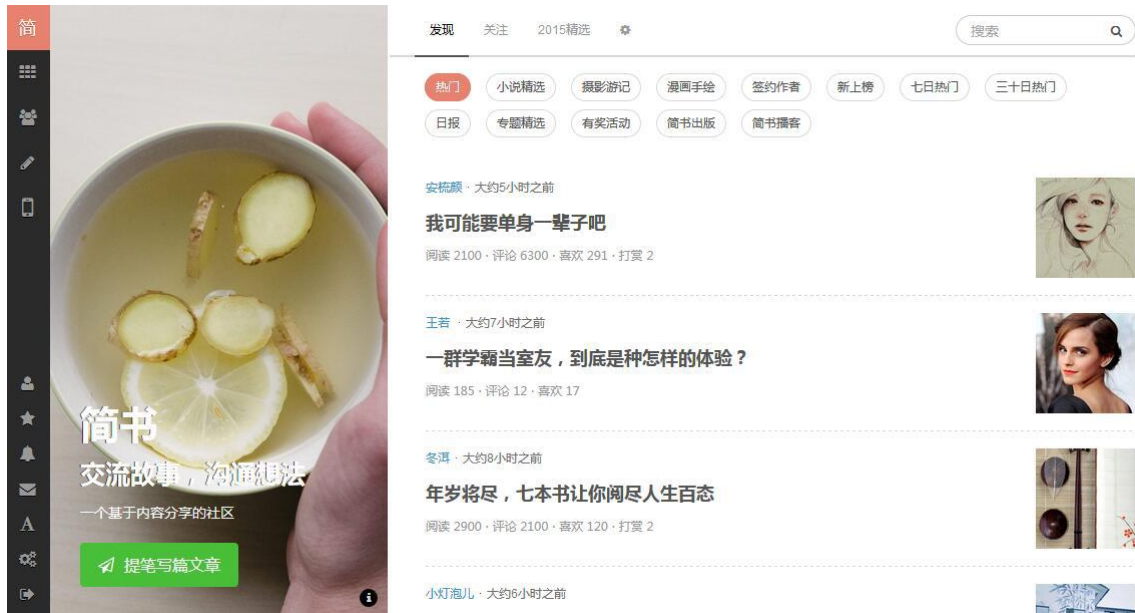 简
A
简书
交流故事，沟通想法
一个基于内容分享的社区
提笔写篇文章
发现 关注 2015精选 搜索
热门 小说精选 摄影游记 漫画手绘 签约作者 新上榜 七日热门 三十日热门
日报 专题精选 有奖活动 简书出版 简书播客
安梳颜 · 大约5小时之前
我可能要单身一辈子吧
阅读 2100 · 评论 6300 · 喜欢 291 · 打赏 2
王若 · 大约7小时之前
一群学霸当室友，到底是种怎样的体验？
阅读 185 · 评论 12 · 喜欢 17
冬洱 · 大约8小时之前
年岁将尽，七本书让你阅尽人生百态
阅读 2900 · 评论 2100 · 喜欢 120 · 打赏 2
小灯泡儿 · 大约6小时之前